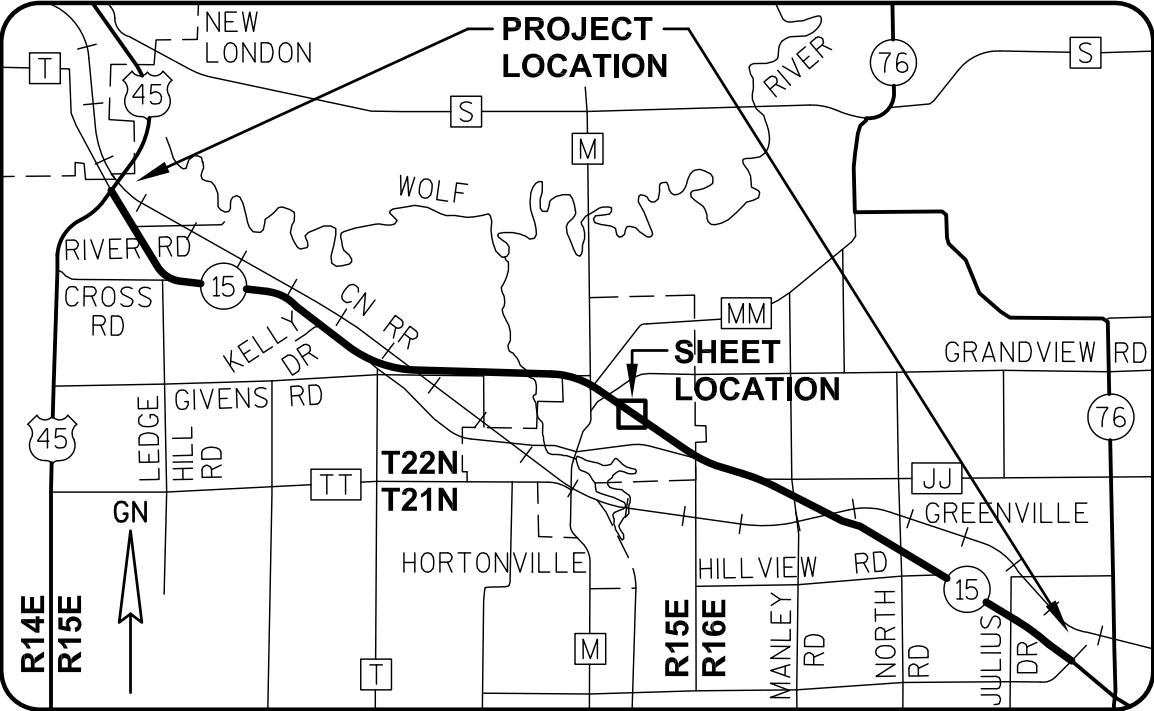 NEW
LONDON
PROJECT
LOCATION
RIVER
76
S
T
45
S
M
WOLF
RIVER RD
15
CROSS
RD
CN RR
KELLY
DR
MM
SHEET
LOCATION
GRANDVIEW RD
GIVENS RD
76
45
LEDGE
HILL
RD
T22N
T21N
TT
JJ
GN
GREENVILLE
HORTONVILLE
HILLVIEW RD
15
R14E
R15E
R15E
R16E
MANLEY
RD
NORTH
RD
JULIUS
DR
M
T